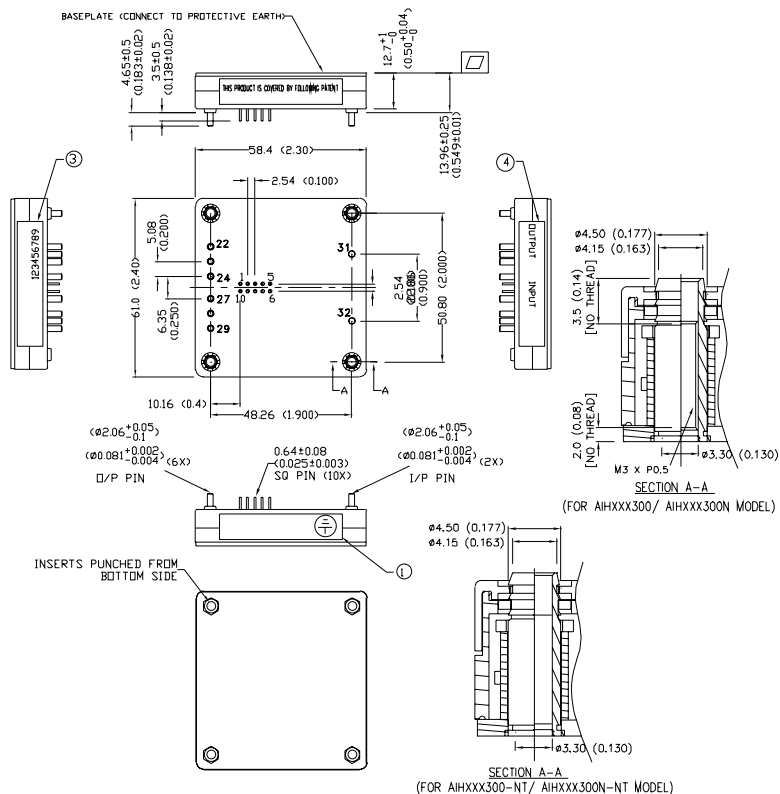 BASEPLATE (CONNECT TO PROTECTIVE EARTH)
4.65±0.5
(0.183±0.02)
3.5±0.5
(0.138±0.02)
12.7+1 -0
(0.50+0.04 -0)
THIS PRODUCT IS COVERED BY FOLLOWING PATENT
13.96±0.25
(0.549±0.01)
58.4 (2.30)
2.54 (0.100)
3
123456789
61.0 (2.40)
5.08
(0.200)
6.35
(0.250)
22
24
27
29
1
5
10
6
31
32
2.54
(0.900)
50.80 (2.000)
A
A
10.16 (0.4)
48.26 (1.900)
4
OUTPUT
INPUT
ø4.50 (0.177)
ø4.15 (0.163)
3.5 (0.14)
[NO THREAD]
2.0 (0.08)
[NO THREAD]
ø3.30 (0.130)
M3 x P0.5
SECTION A-A
(FOR AIHXXX300/ AIHXXX300N MODEL)
(ø2.06+0.05 -0.1)
(ø0.081+0.002 -0.004) (6X)
O/P PIN
0.64±0.08
(0.025±0.003)
SQ PIN (10X)
(ø2.06+0.05 -0.1)
(ø0.081+0.002 -0.004) (2X)
I/P PIN
1
INSERTS PUNCHED FROM
BOTTOM SIDE
ø4.50 (0.177)
ø4.15 (0.163)
ø3.30 (0.130)
SECTION A-A
(FOR AIHXXX300-NT/ AIHXXX300N-NT MODEL)